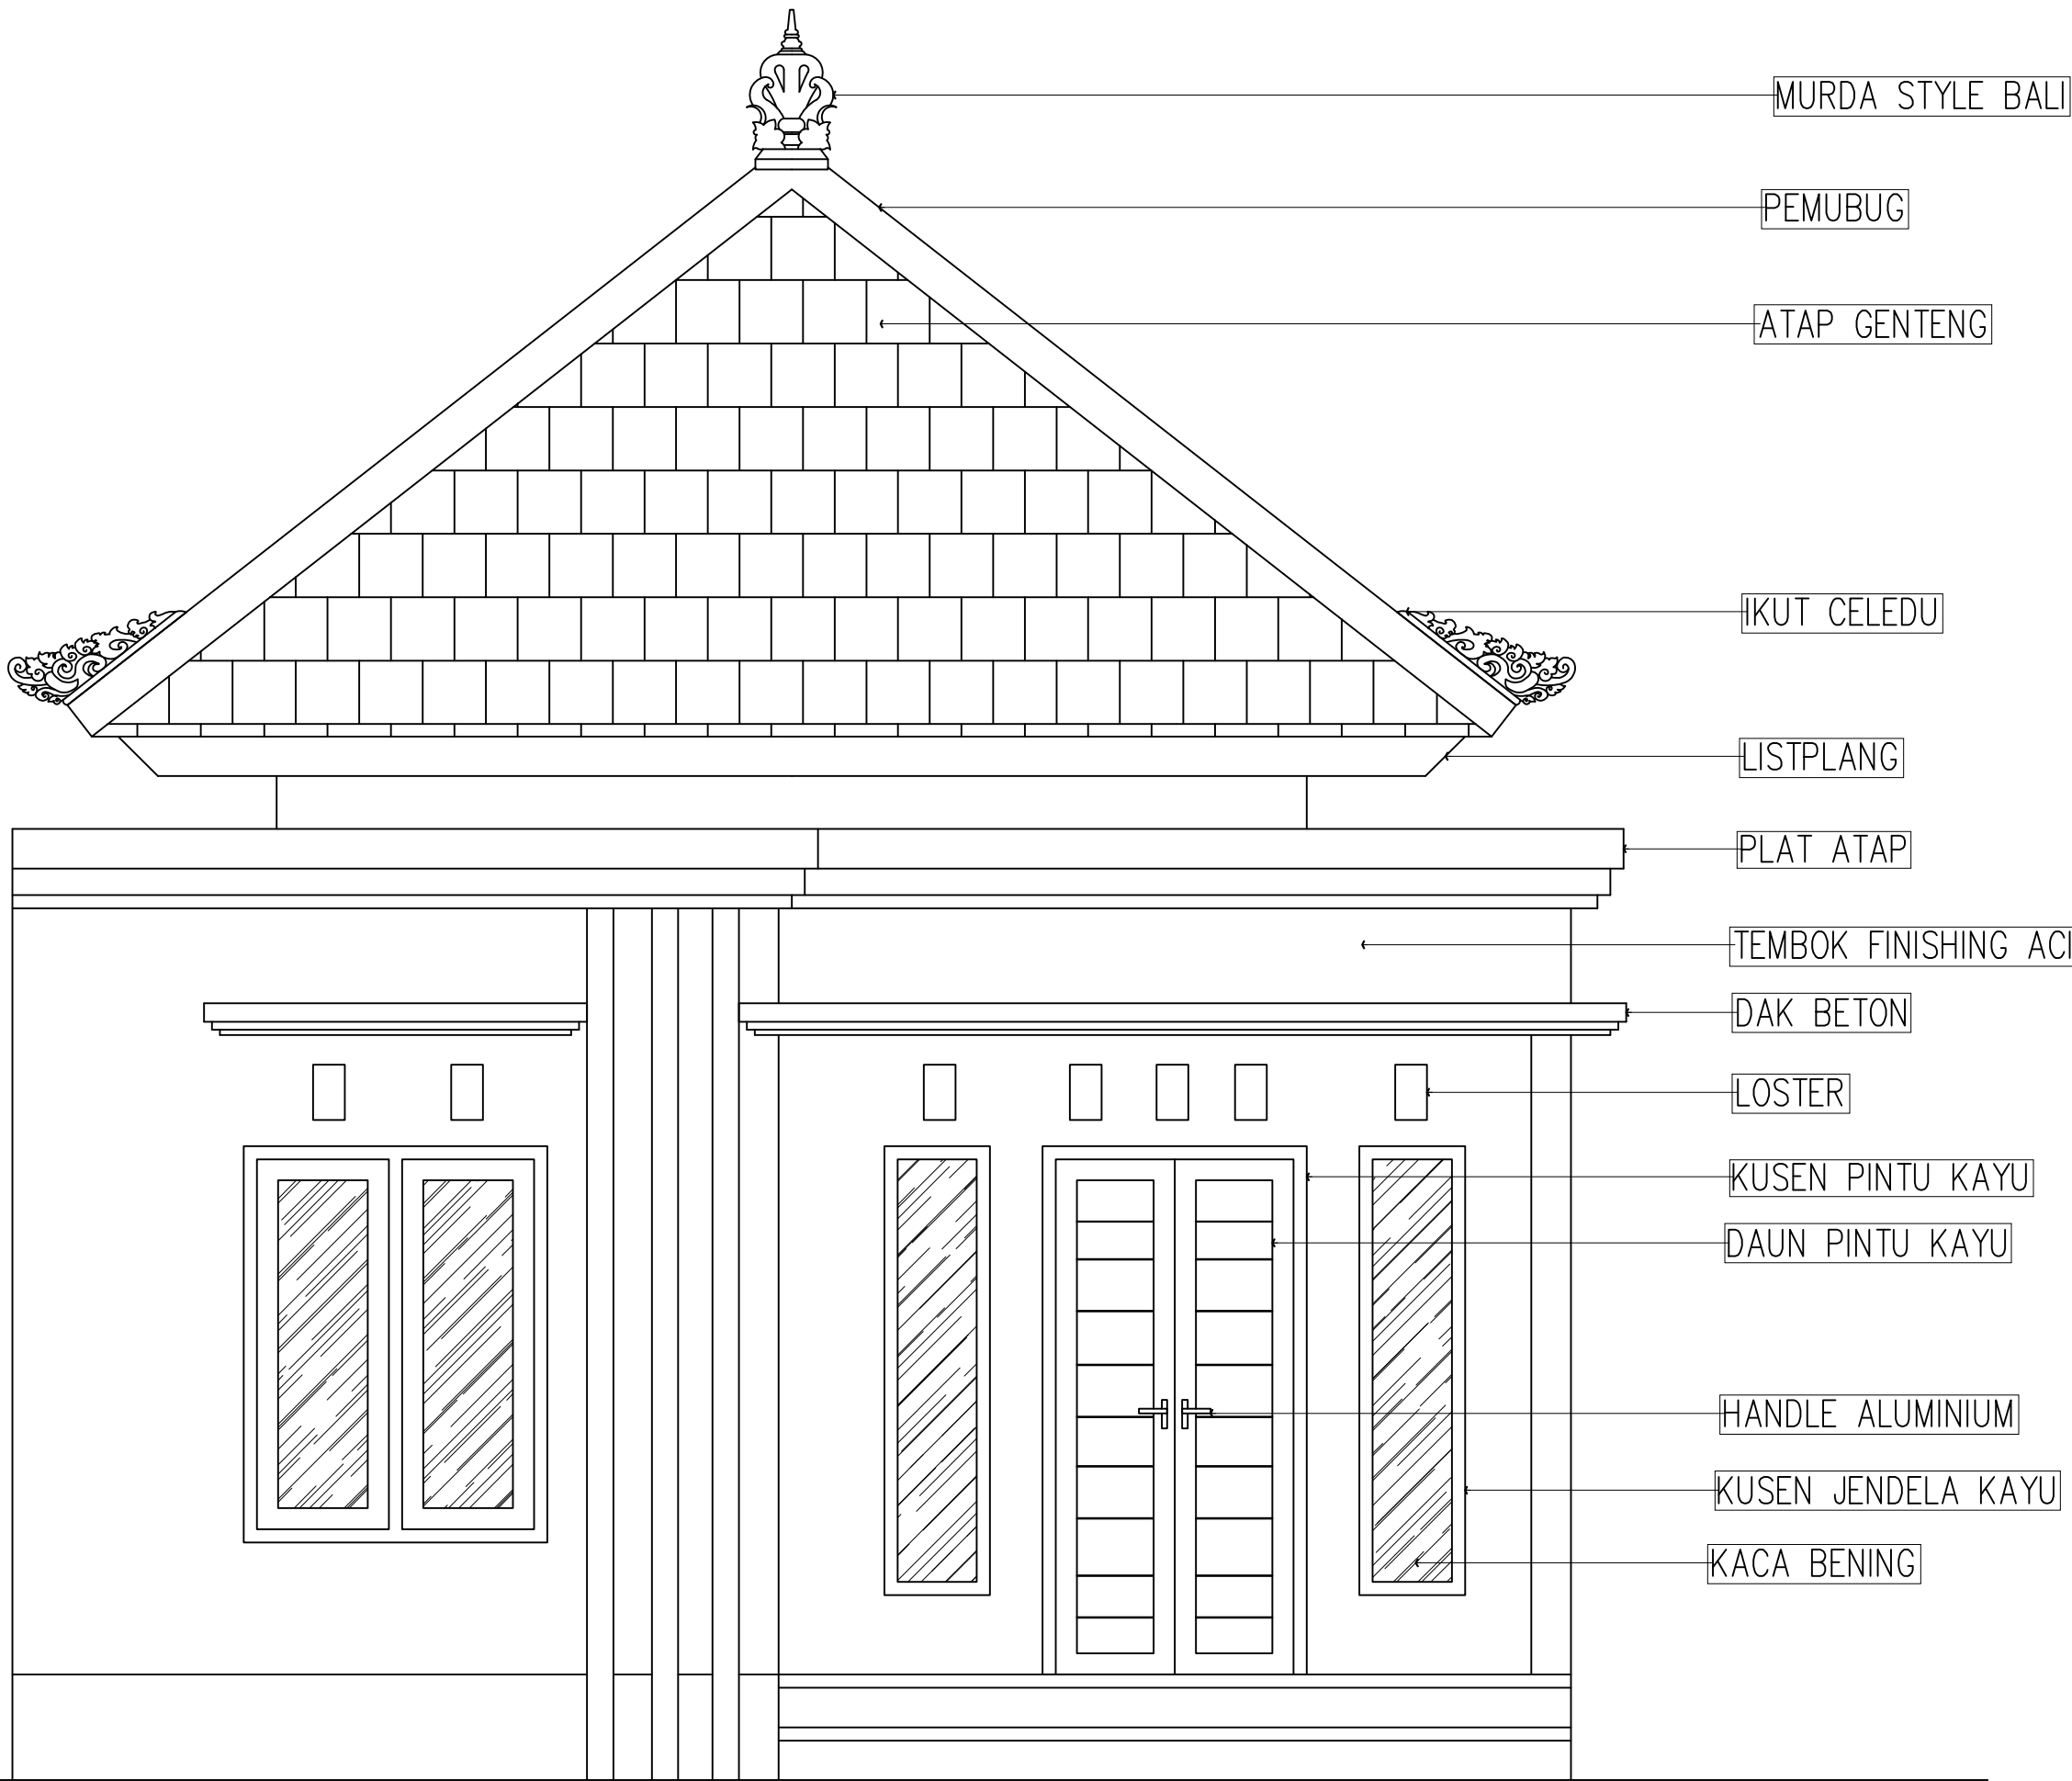 MURDA STYLE BALI
PEMUBUG
ATAP GENTENG
IKUT CELEDU
LISTPLANG
PLAT ATAP
TEMBOK FINISHING ACI
DAK BETON
LOSTER
KUSEN PINTU KAYU
DAUN PINTU KAYU
HANDLE ALUMINIUM
KUSEN JENDELA KAYU
KACA BENING